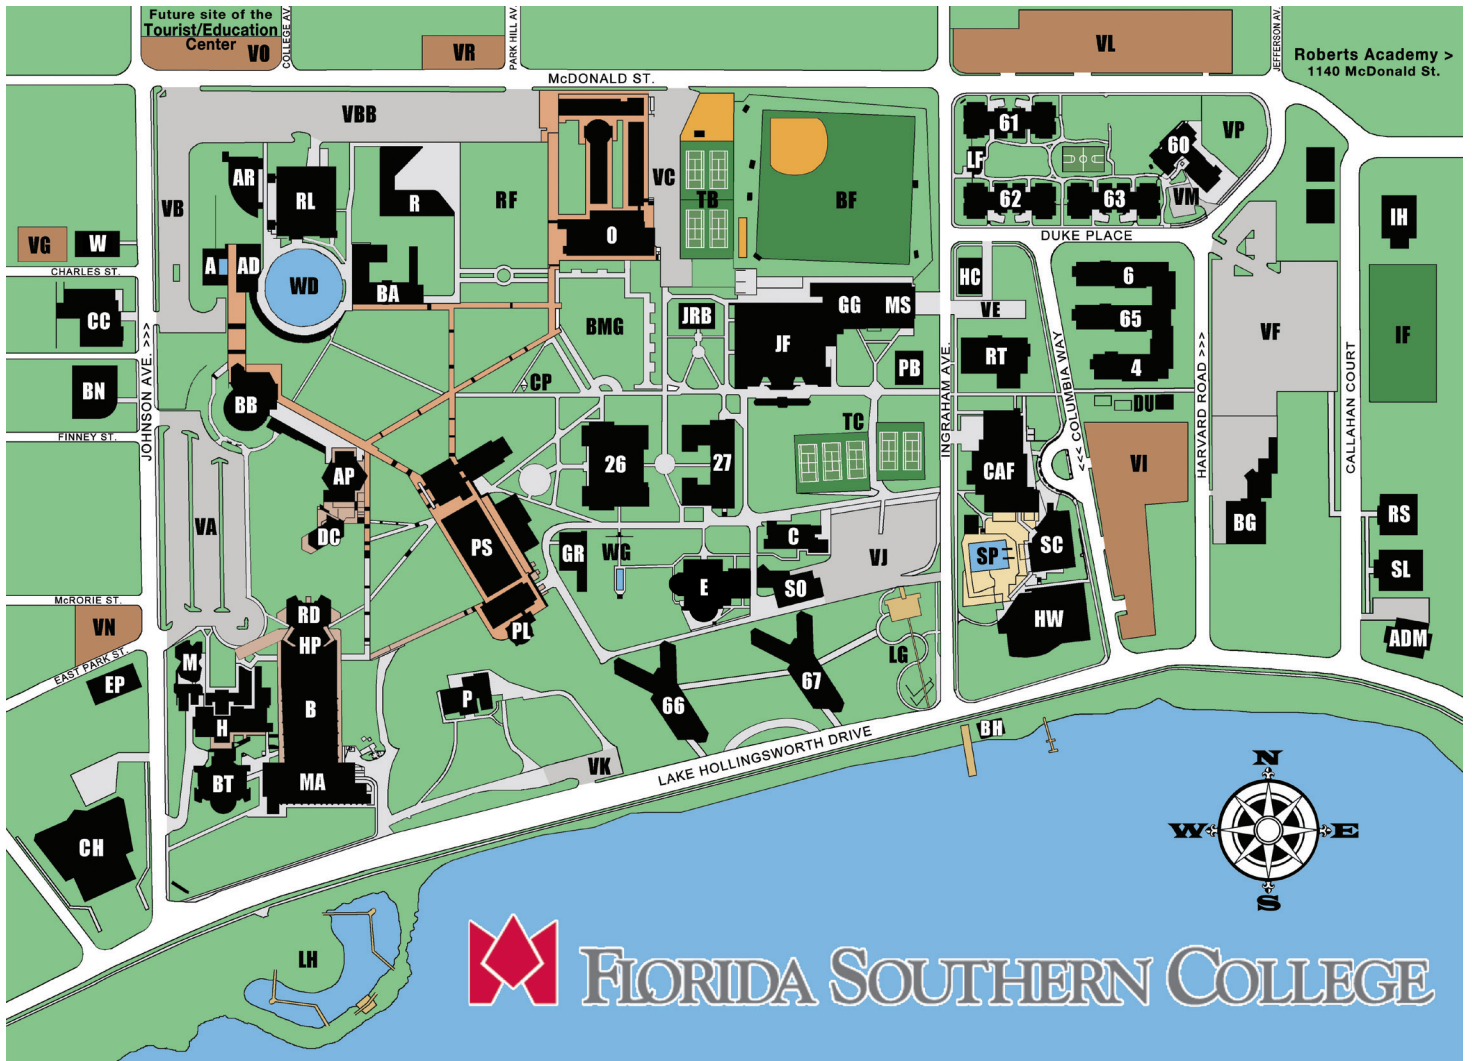 Future site of the
Tourist/Education
Center
VO
COLLEGE AV.
VR
PARK HILL AV.
VL
JEFFERSON AV.
Roberts Academy >
1140 McDonald St.
McDONALD ST.
VBB
VC
61
60
VP
LF
AR
RL
R
RF
TB
BF
62
63
VM
VB
O
IH
VG
W
DUKE PLACE
CHARLES ST.
A
AD
WD
BA
HC
6
CC
BMG
JRB
GG
MS
VE
65
VF
IF
JF
RT
4
PB
BN
JOHNSON AVE. >>>
CP
INGRAHAM AVE.
<<< COLUMBIA WAY
HARVARD ROAD >>>
CALLAHAN COURT
BB
DU
TC
FINNEY ST.
26
27
CAF
VI
AP
RS
BG
VA
DC
PS
GR
WG
C
VJ
SP
SC
SL
E
SO
McRORIE ST.
VN
RD
HP
PL
HW
ADM
EAST PARK ST.
M
LG
EP
P
66
67
H
B
BH
BT
MA
VK
LAKE HOLLINGSWORTH DRIVE
N
W
E
S
CH
LH
FLORIDA SOUTHERN COLLEGE